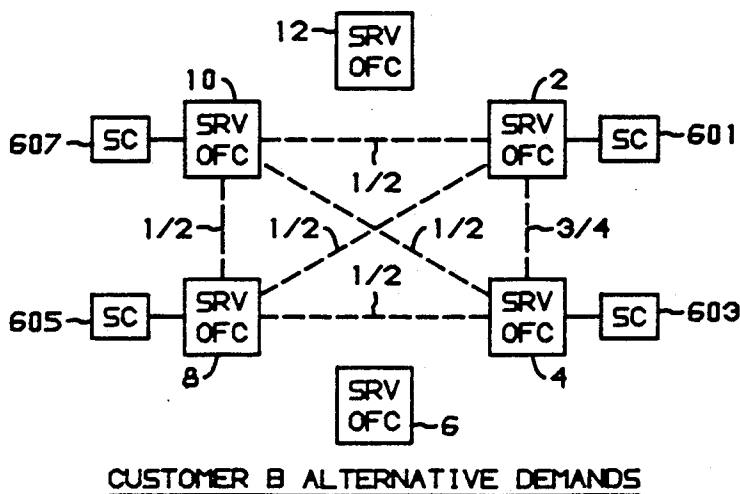 12
SRV
OFC
10
2
607
SC
SRV
OFC
SRV
OFC
SC
601
1/2
1/2
1/2
1/2
3/4
1/2
605
SC
SRV
OFC
SRV
OFC
SC
603
8
4
SRV
OFC
6
CUSTOMER B ALTERNATIVE DEMANDS